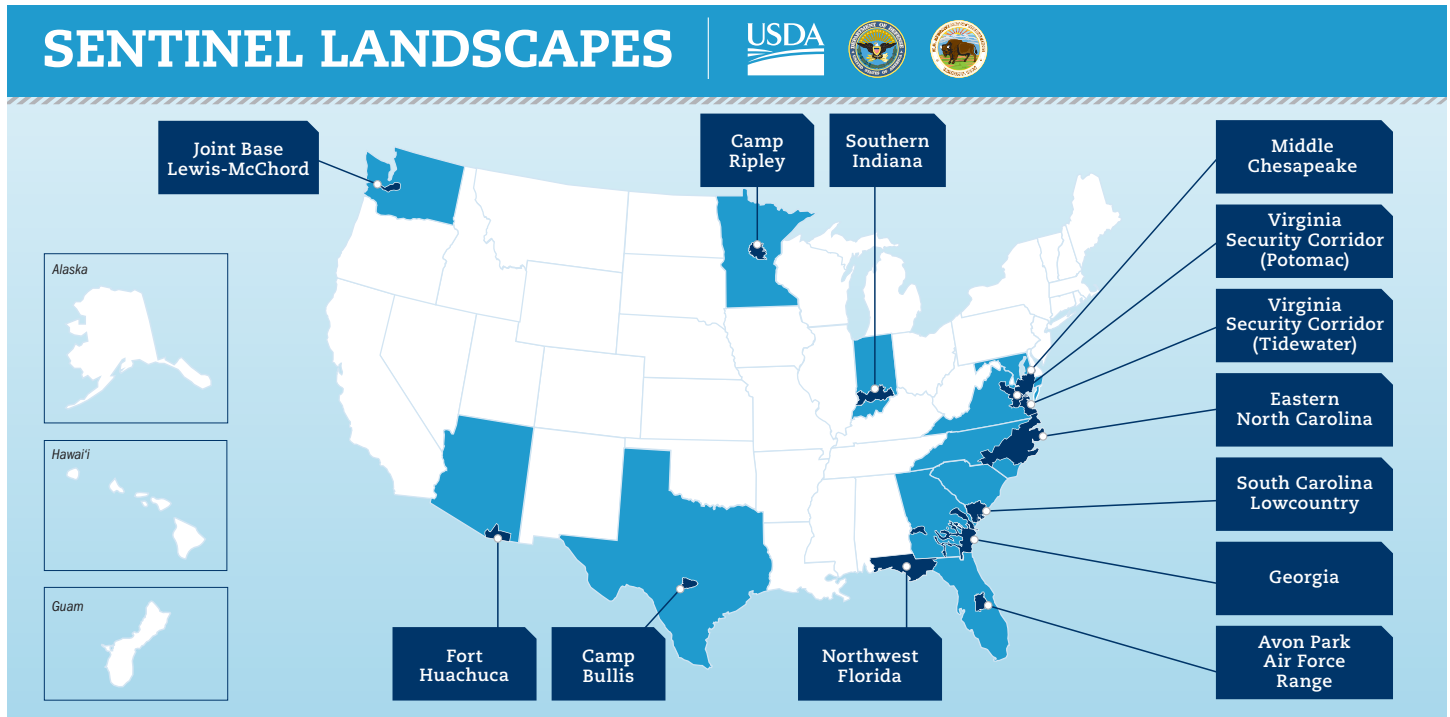 SENTINEL LANDSCAPES
USDA
Joint Base
Lewis-McChord
Camp
Ripley
Southern
Indiana
Middle
Chesapeake
Virginia
Security Corridor
(Potomac)
Virginia
Security Corridor
(Tidewater)
Eastern
North Carolina
South Carolina
Lowcountry
Georgia
Avon Park
Air Force
Range
Alaska
Hawai'i
Guam
Fort
Huachuca
Camp
Bullis
Northwest
Florida